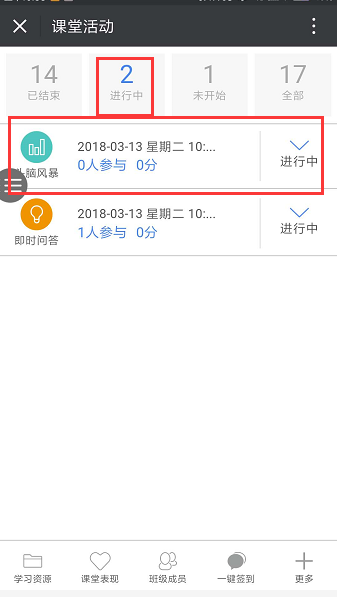 课堂活动
14 2 1 17
已结束 进行中 未开始 全部
2018-03-13 星期二 10:...
头脑风暴 0人参与 0分 进行中
2018-03-13 星期二 10:...
即时问答 1人参与 0分 进行中
学习资源 课堂表现 班级成员 一键签到 更多